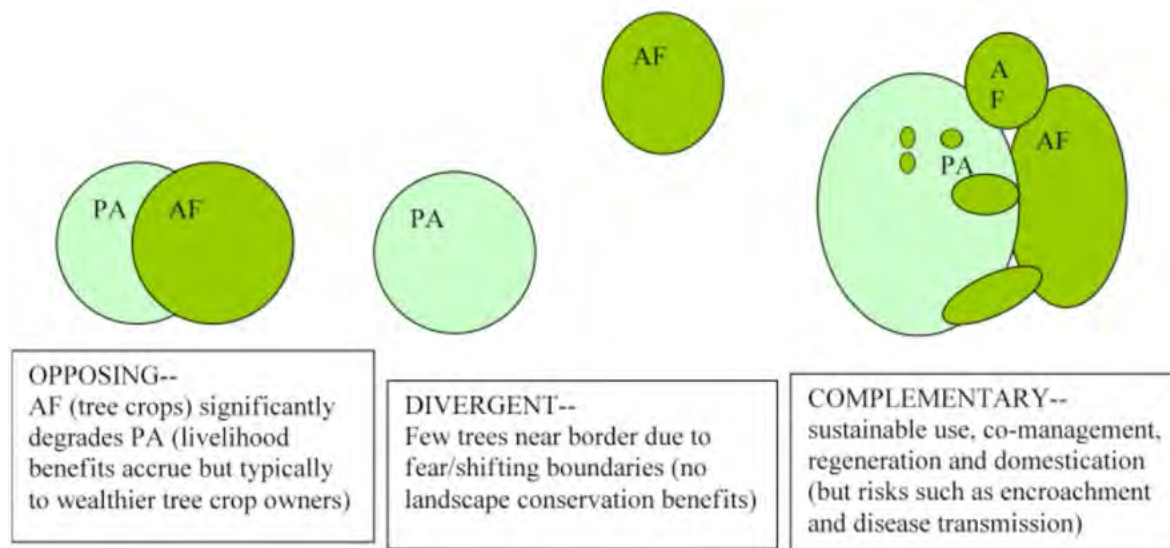 PA
AF
PA
AF
A
F
AF
PA
OPPOSING--
AF (tree crops) significantly
degrades PA (livelihood
benefits accrue but typically
to wealthier tree crop owners)
DIVERGENT--
Few trees near border due to
fear/shifting boundaries (no
landscape conservation benefits)
COMPLEMENTARY--
sustainable use, co-management,
regeneration and domestication
(but risks such as encroachment
and disease transmission)